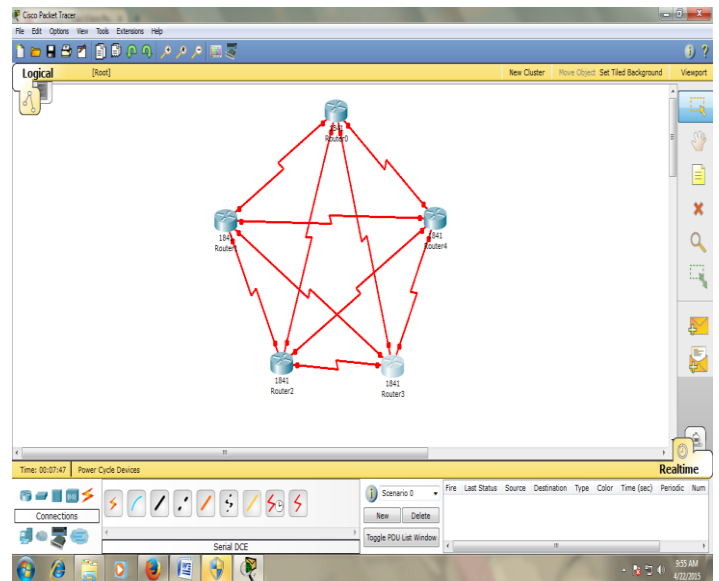 Cisco Packet Tracer
File Edit Options View Tools Extensions Help
Logical [Root] New Cluster Move Object Set Tiled Background Viewport
1841
Router0
1841
1841
Router4
1841
Router2
1841
Router3
Time: 00:07:47 Power Cycle Devices Realtime
Scenario 0
Fire Last Status Source Destination Type Color Time (sec) Periodic Num
Connections
New Delete
Toggle PDU List Window
Serial DCE
9:55 AM
4/22/2015